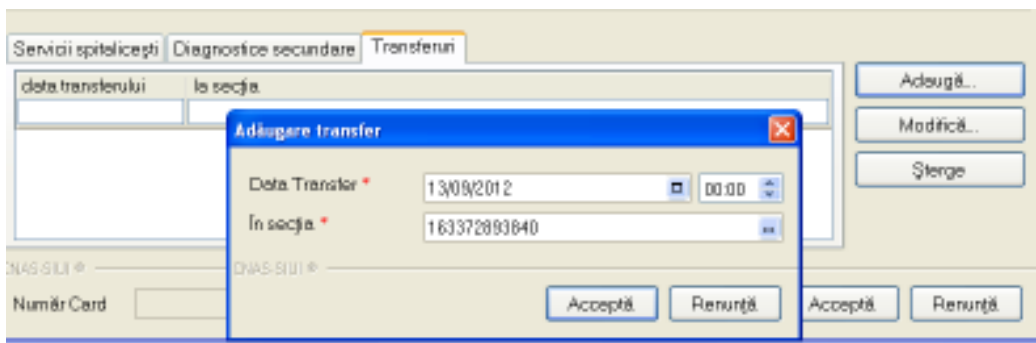 Servicii spitalicești Diagnostice secundare Transferuri
data transferului la secția
Adaugă...
Adăugare transfer
Modifică...
Data Transfer * 13/09/2012 00:00
Șterge
În secția * 163372893840
CNAS-SIUI ® CNAS-SIUI ®
Număr Card Acceptă Renunță Acceptă Renunță